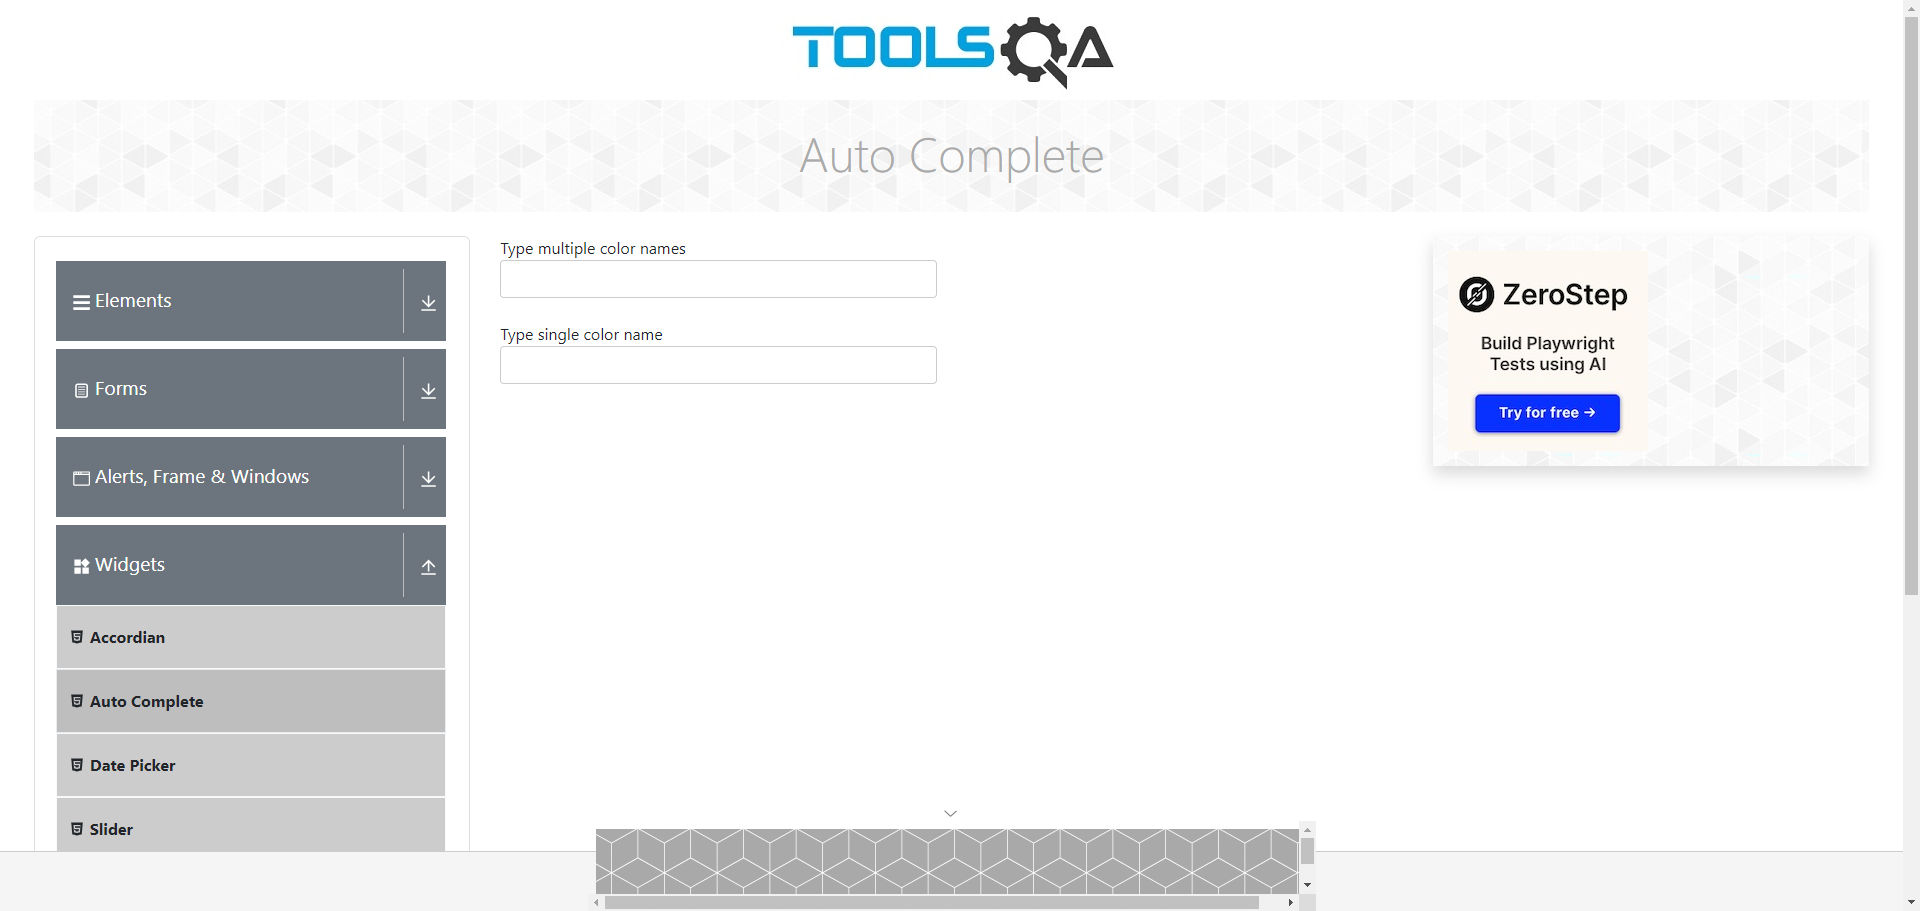 TOOLSQA
Auto Complete
Elements
Forms
Alerts, Frame & Windows
Widgets
Accordian
Auto Complete
Date Picker
Slider
Type multiple color names
Type single color name
ZeroStep
Build Playwright
Tests using AI
Try for free →